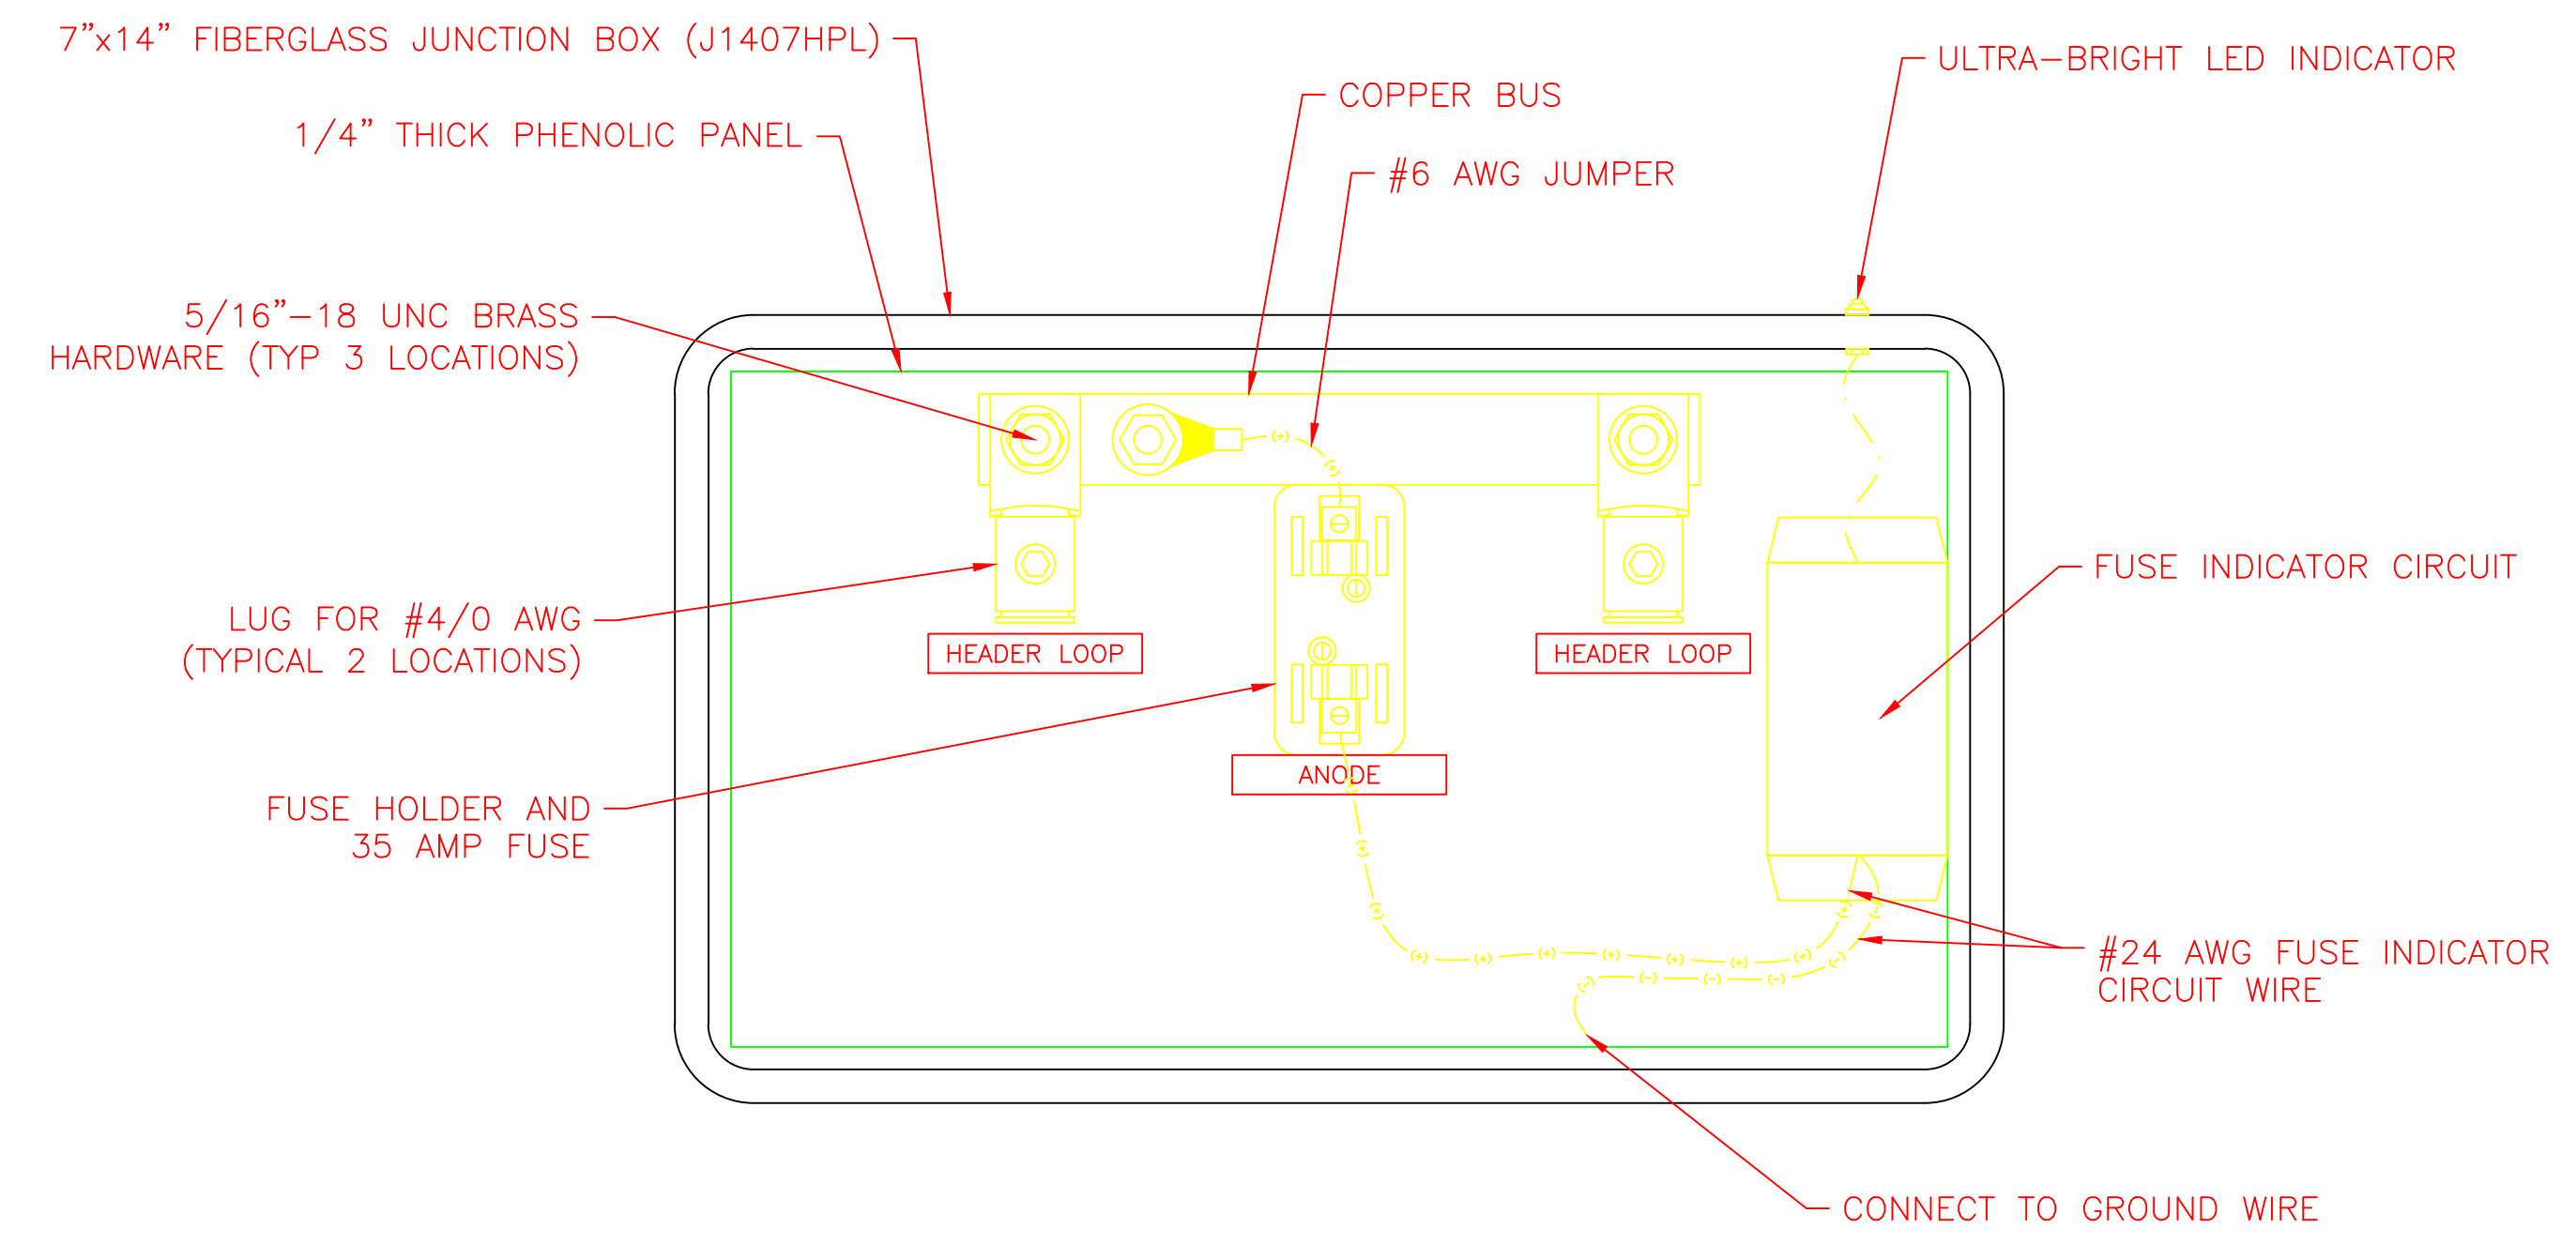 7”x14” FIBERGLASS JUNCTION BOX (J1407HPL)
1/4” THICK PHENOLIC PANEL
5/16”–18 UNC BRASS
HARDWARE (TYP 3 LOCATIONS)
LUG FOR #4/0 AWG
(TYPICAL 2 LOCATIONS)
FUSE HOLDER AND
35 AMP FUSE
COPPER BUS
#6 AWG JUMPER
ULTRA–BRIGHT LED INDICATOR
HEADER LOOP
HEADER LOOP
ANODE
FUSE INDICATOR CIRCUIT
#24 AWG FUSE INDICATOR
CIRCUIT WIRE
CONNECT TO GROUND WIRE